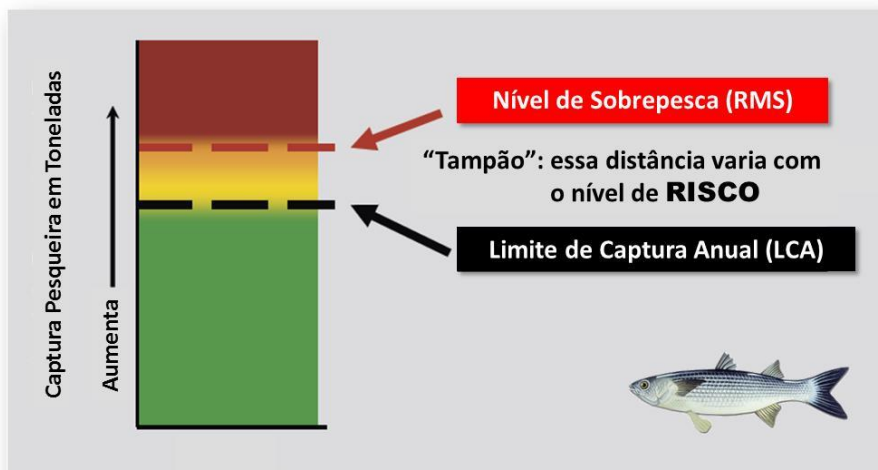 Captura Pesqueira em Toneladas
Aumenta
Nível de Sobrepesca (RMS)
“Tampão”: essa distância varia com
o nível de RISCO
Limite de Captura Anual (LCA)